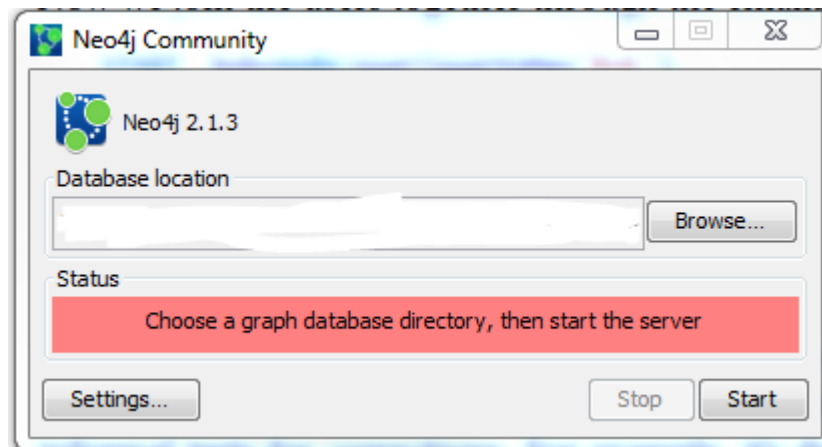 Neo4j Community
Neo4j 2.1.3
Database location
Browse...
Status
Choose a graph database directory, then start the server
Settings...
Stop
Start